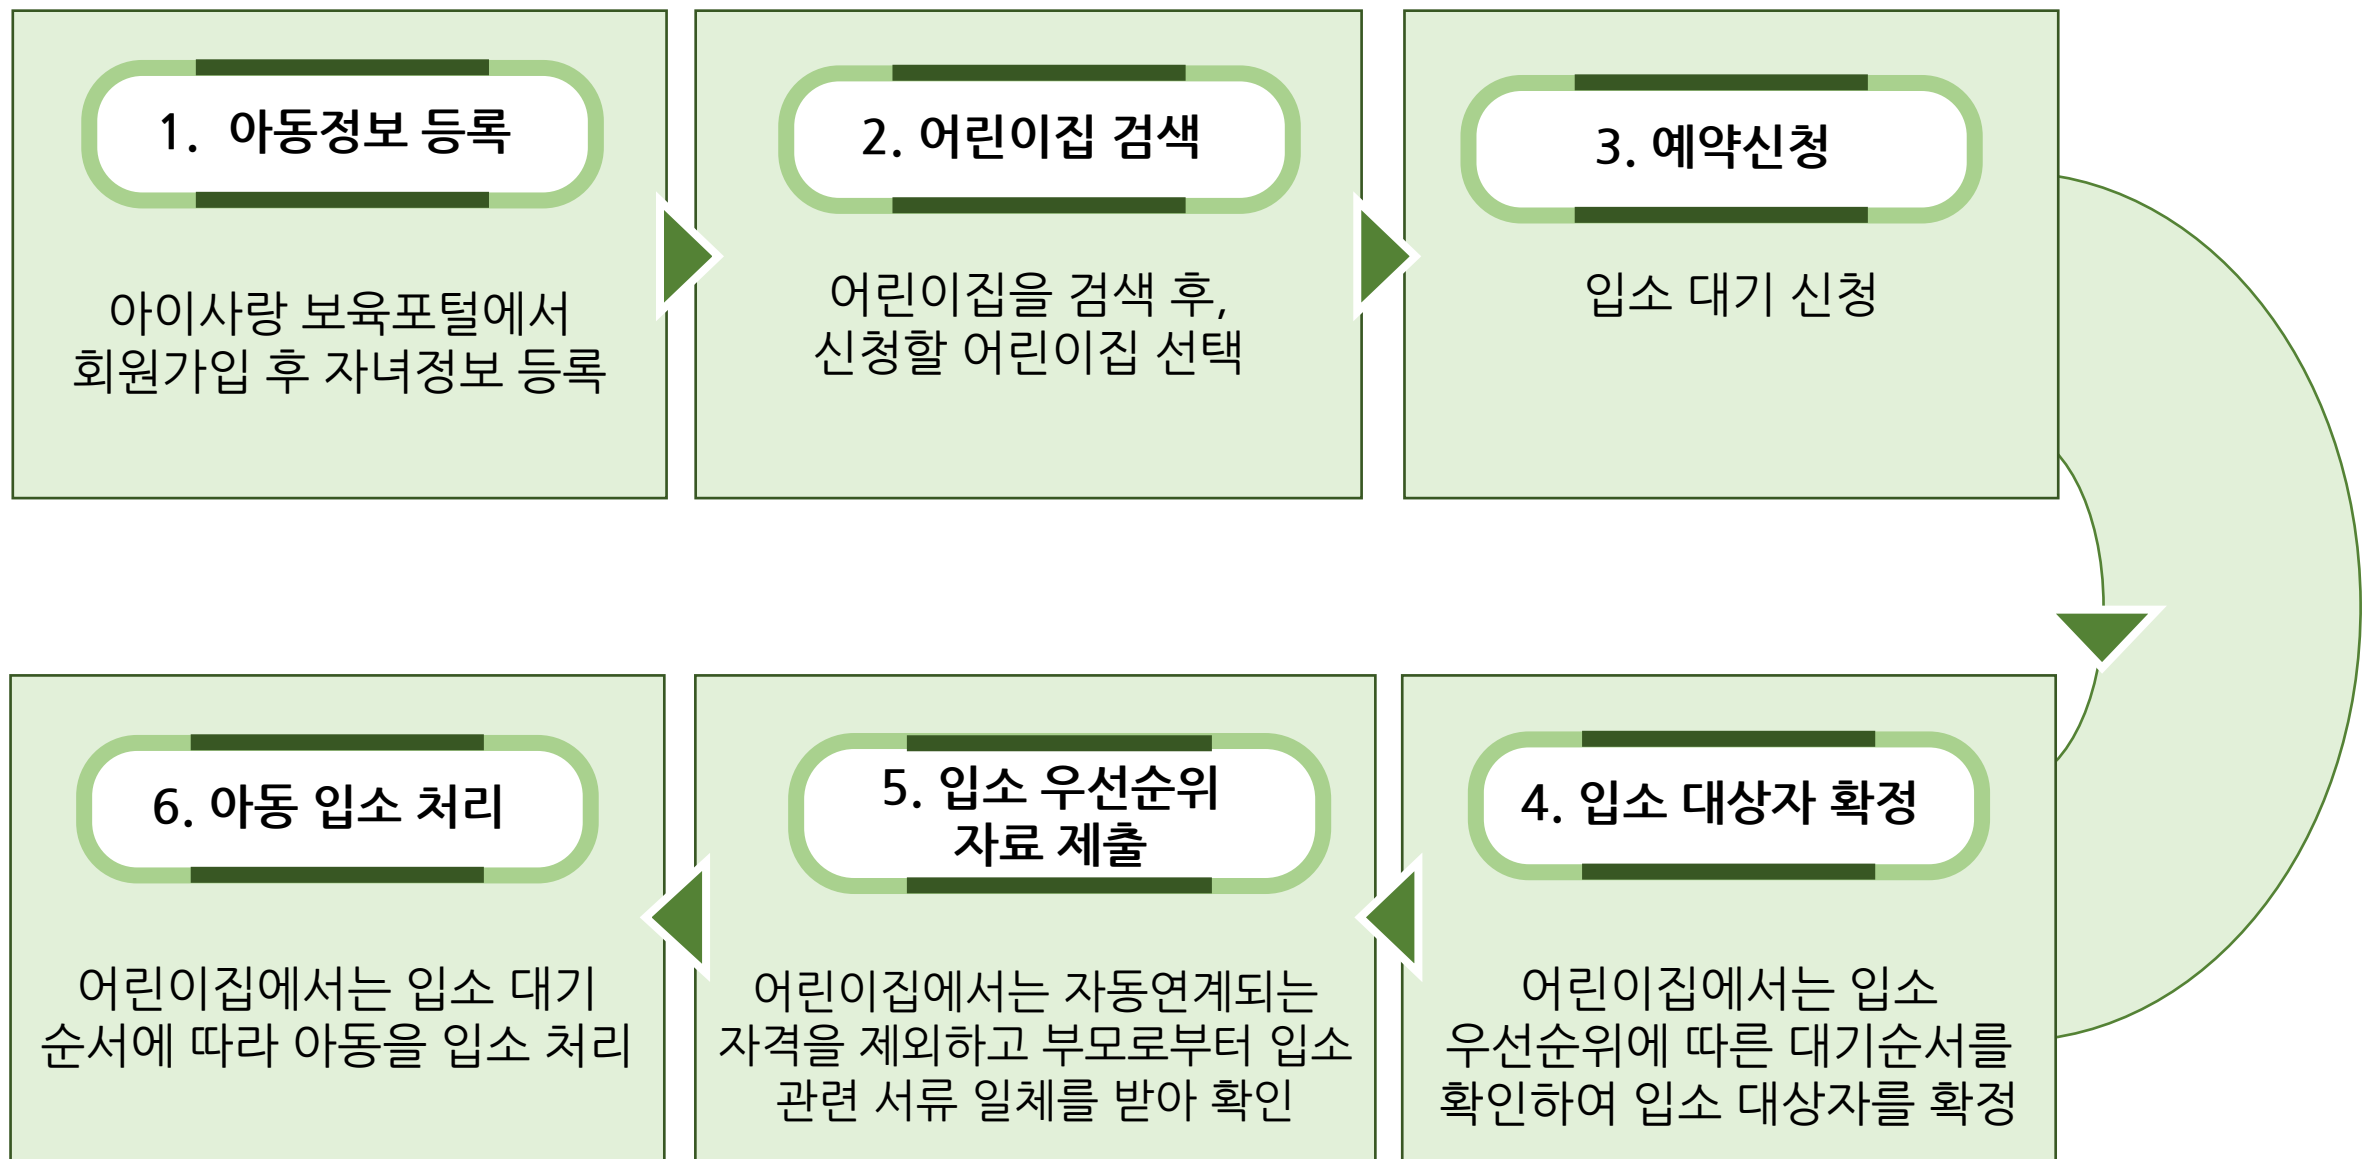 1. 아동정보 등록
아이사랑 보육포털에서
회원가입 후 자녀정보 등록
2. 어린이집 검색
어린이집을 검색 후,
신청할 어린이집 선택
3. 예약신청
입소 대기 신청
4. 입소 대상자 확정
어린이집에서는 입소
우선순위에 따른 대기순서를
확인하여 입소 대상자를 확정
5. 입소 우선순위
자료 제출
어린이집에서는 자동연계되는
자격을 제외하고 부모로부터 입소
관련 서류 일체를 받아 확인
6. 아동 입소 처리
어린이집에서는 입소 대기
순서에 따라 아동을 입소 처리